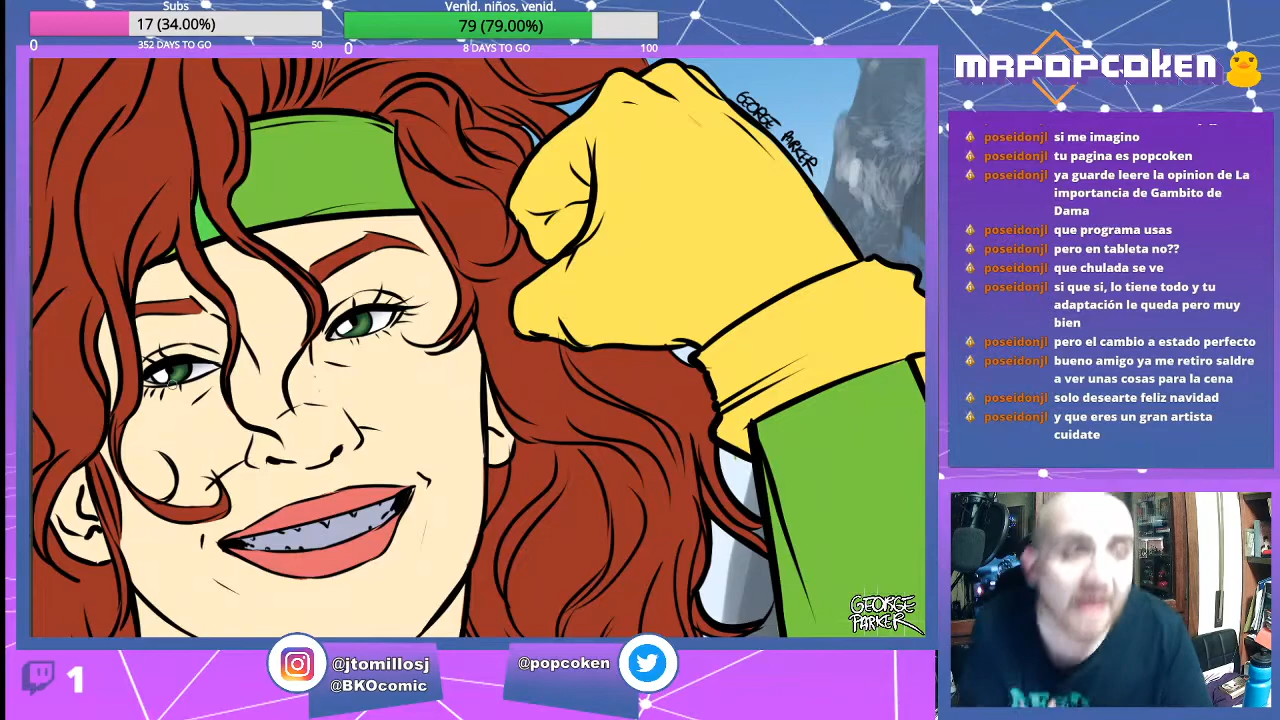 Subs
17 (34.00%)
0
352 DAYS TO GO
50
Venid, niños, venid.
79 (79.00%)
0
8 DAYS TO GO
100
MRPOPCOKEN
GEORGE PARKER
poseidonjl si me imagino
poseidonjl tu pagina es popcoken
poseidonjl ya guarde leere la opinion de La
importancia de Gambito de
Dama
poseidonjl que programa usas
poseidonjl pero en tableta no??
poseidonjl que chulada se ve
poseidonjl si que si, lo tiene todo y tu
adaptación le queda pero muy
bien
poseidonjl pero el cambio a estado perfecto
poseidonjl bueno amigo ya me retiro saldre
a ver unas cosas para la cena
poseidonjl solo desearte feliz navidad
poseidonjl y que eres un gran artista
cuidate
GEORGE
PARKER
@jtomillosj
@BKOcomic
@popcoken
1